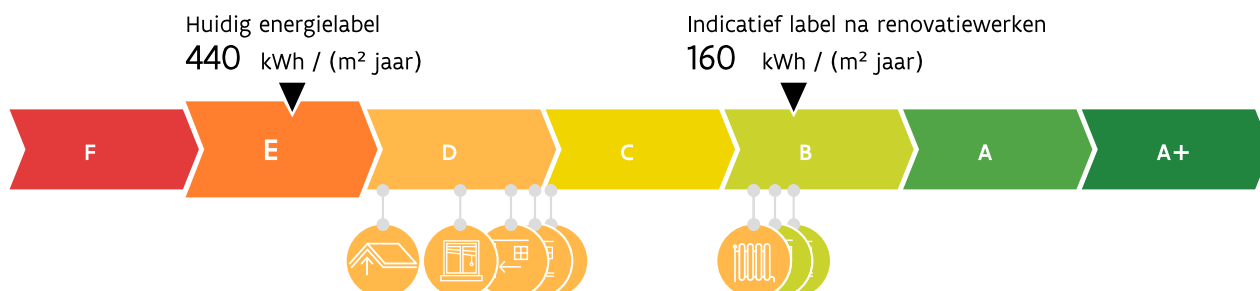 Huidig energielabel
440 kWh / (m² jaar)
Indicatief label na renovatiewerken
160 kWh / (m² jaar)
F E D C B A A+